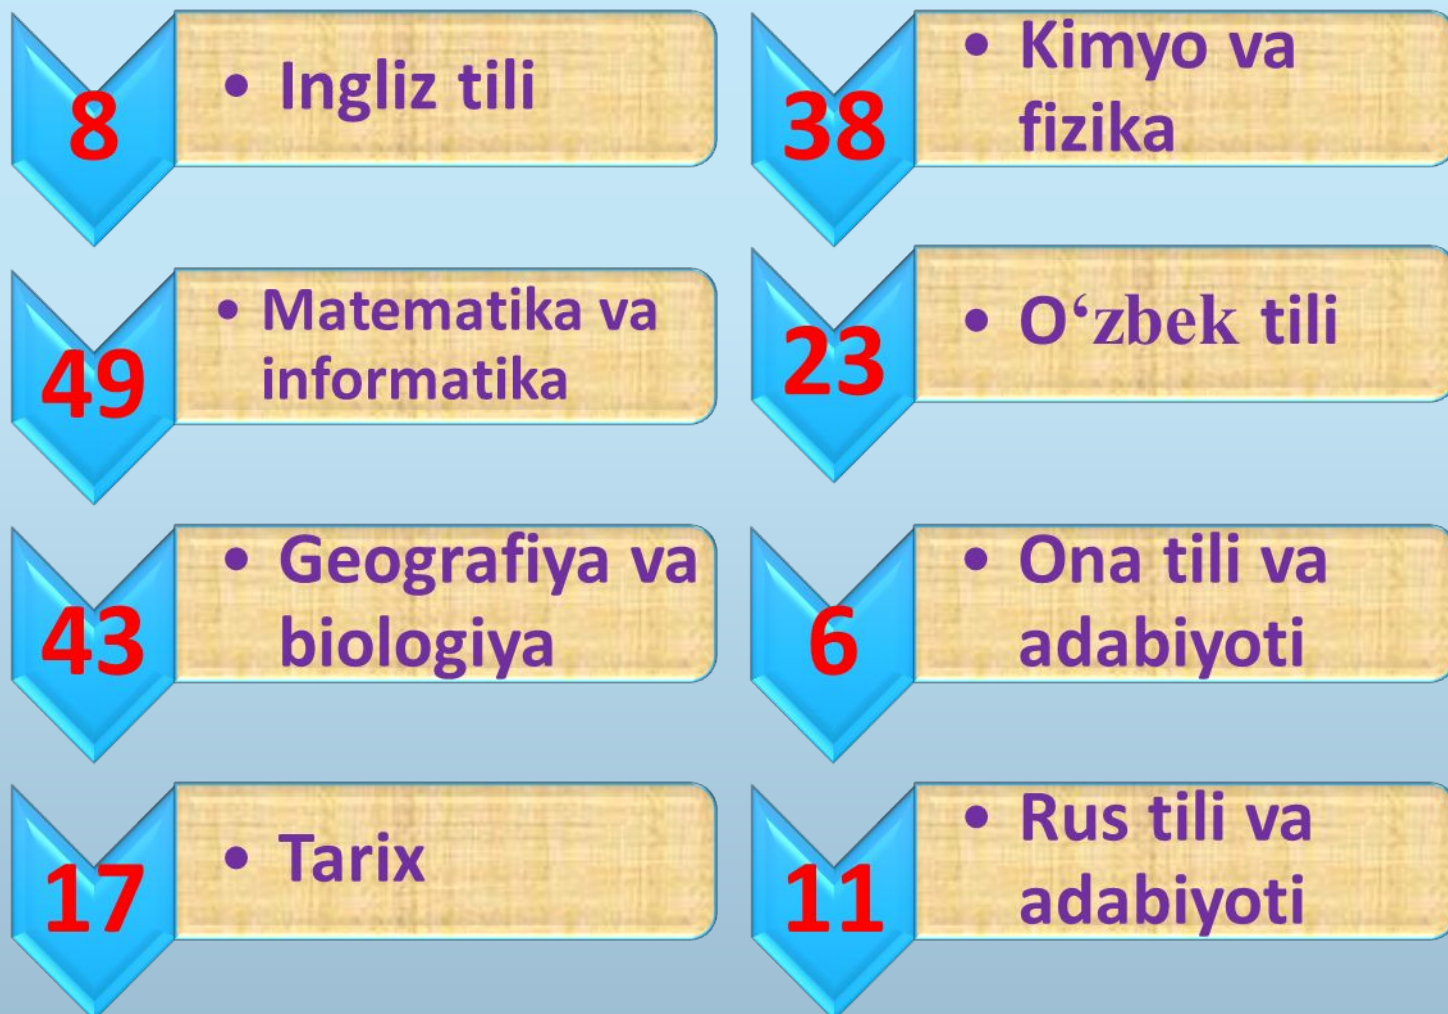 8
• Ingliz tili
49
• Matematika va
informatika
43
• Geografiya va
biologiya
17
• Tarix
38
• Kimyo va
fizika
23
• O‘zbek tili
6
• Ona tili va
adabiyoti
11
• Rus tili va
adabiyoti